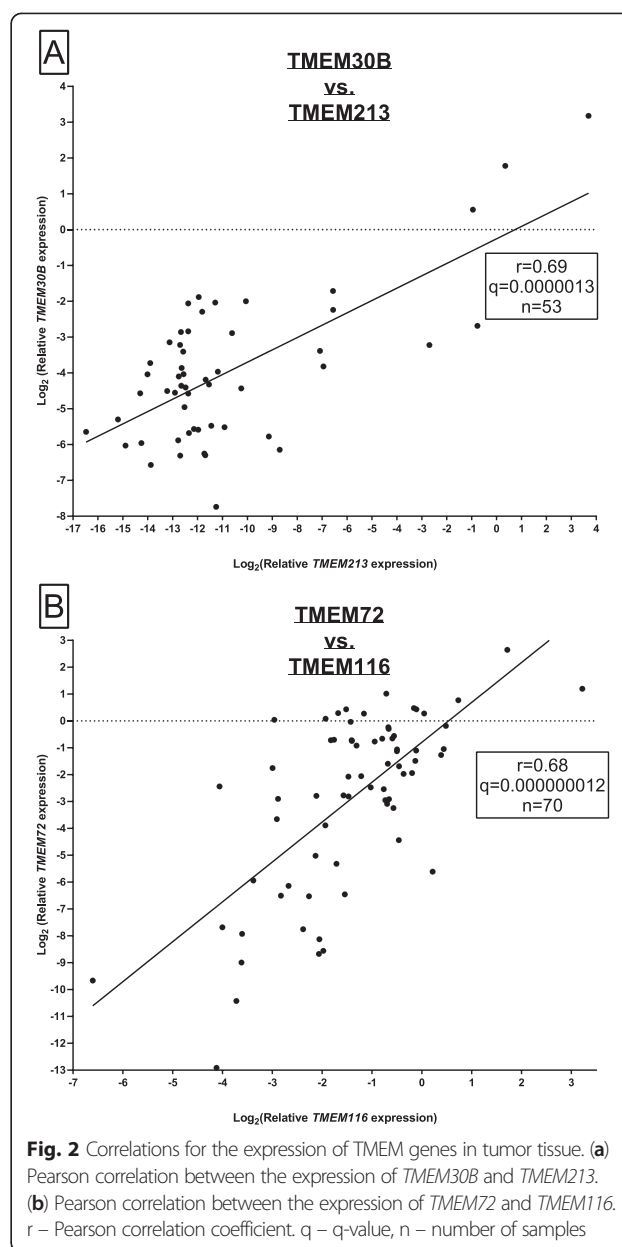 A
TMEM30B
vs.
TMEM213
4
3
2
1
0
-1
-2
-3
-4
-5
-6
-7
-8
Log2 (Relative TMEM30B expression)
r=0.69
q=0.0000013
n=53
-17 -16 -15 -14 -13 -12 -11 -10 -9 -8 -7 -6 -5 -4 -3 -2 -1 0 1 2 3 4
Log2(Relative TMEM213 expression)
B
TMEM72
vs.
TMEM116
3
2
1
0
-1
-2
-3
-4
-5
-6
-7
-8
-9
-10
-11
-12
-13
Log2 (Relative TMEM72 expression)
r=0.68
q=0.000000012
n=70
-7 -6 -5 -4 -3 -2 -1 0 1 2 3
Log2(Relative TMEM116 expression)
Fig. 2 Correlations for the expression of TMEM genes in tumor tissue. (a)
Pearson correlation between the expression of TMEM30B and TMEM213.
(b) Pearson correlation between the expression of TMEM72 and TMEM116.
r – Pearson correlation coefficient. q – q-value, n – number of samples